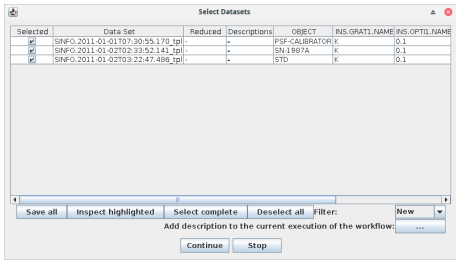 Select Datasets
Selected Data Set Reduced Descriptions OBJECT INS.GRAT1.NAME INS.OPTI1.NAME
SINFO.2011-01-01T07:30:55.170_tpl - - PSF-CALIBRATOR K 0.1
SINFO.2011-01-02T02:33:52.141_tpl - - SN-1987A K 0.1
SINFO.2011-01-02T03:22:47.486_tpl - - STD K 0.1
Save all Inspect highlighted Select complete Deselect all Filter: New
Add description to the current execution of the workflow: ...
Continue Stop